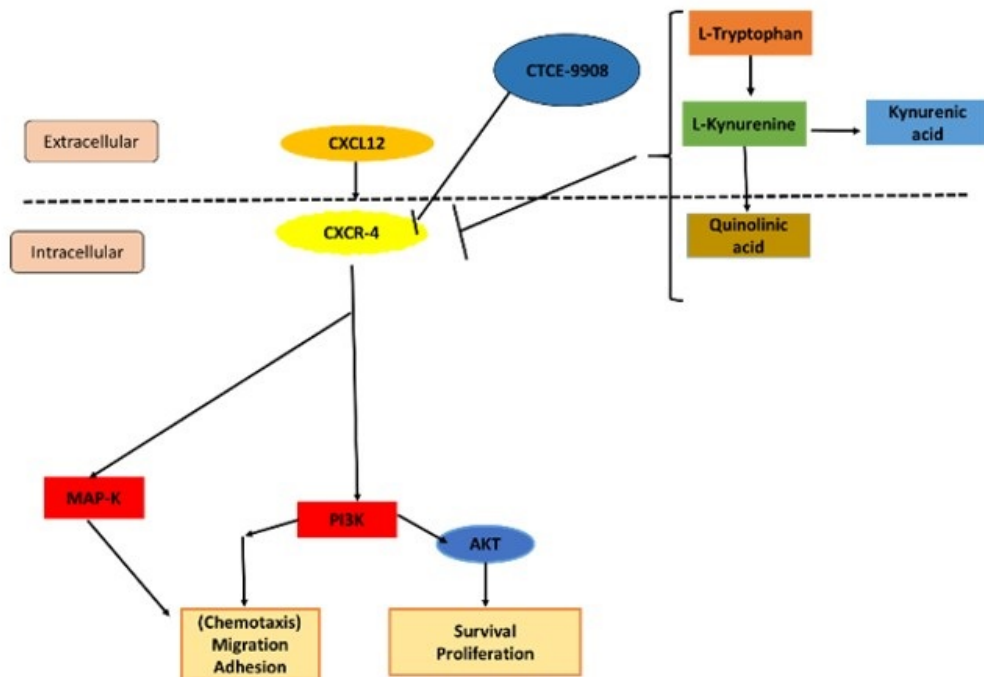 L-Tryptophan
CTCE-9908
L-Kynurenine
Kynurenic
acid
Extracellular
CXCL12
CXCR-4
Quinolinic
acid
Intracellular
MAP-K
PI3K
AKT
(Chemotaxis)
Migration
Adhesion
Survival
Proliferation